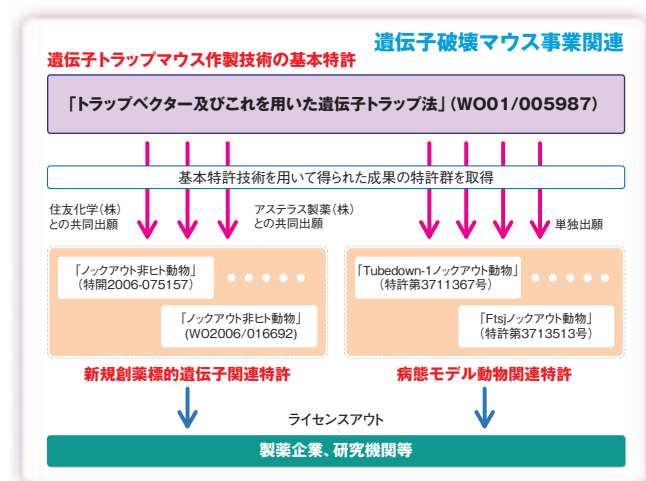 遺伝子破壊マウス事業関連
遺伝子トラップマウス作製技術の基本特許
「トラップベクター及びこれを用いた遺伝子トラップ法」(WO01/005987)
基本特許技術を用いて得られた成果の特許群を取得
住友化学(株)
との共同出願
アステラス製薬(株)
との共同出願
単独出願
「ノックアウト非ヒト動物」
(特開2006-075157)
「ノックアウト非ヒト動物」
(WO2006/016692)
「Tubedown-1ノックアウト動物」
(特許第3711367号)
「Ftsjノックアウト動物」
(特許第3713513号)
新規創薬標的遺伝子関連特許
病態モデル動物関連特許
ライセンスアウト
製薬企業、研究機関等